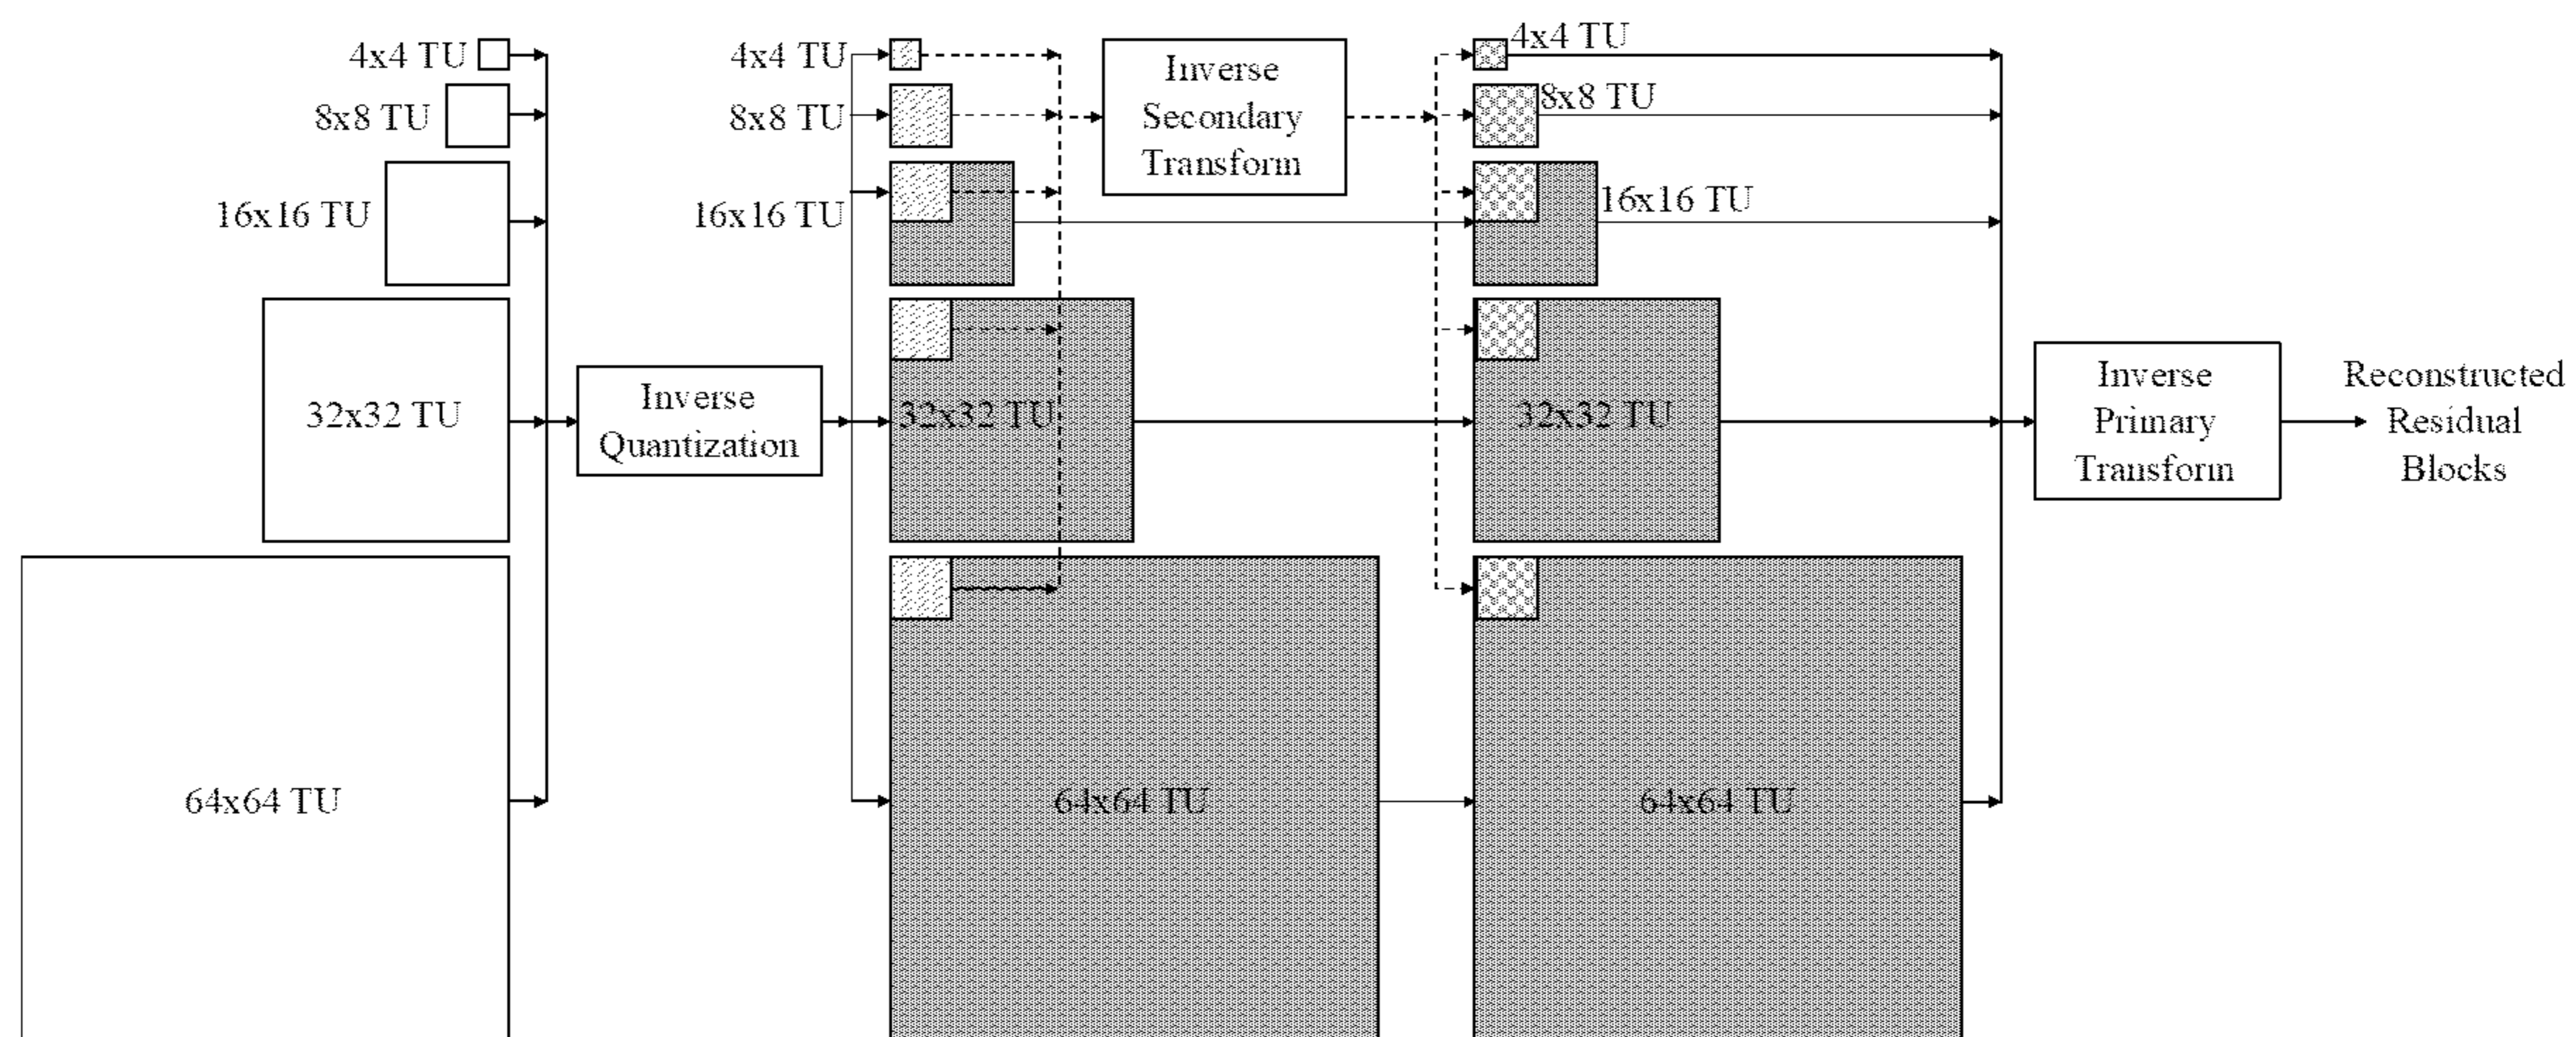 4x4 TU
8x8 TU
16x16 TU
32x32 TU
64x64 TU
Inverse
Quantization
4x4 TU
8x8 TU
16x16 TU
32x32 TU
64x64 TU
Inverse
Secondary
Transform
4x4 TU
8x8 TU
16x16 TU
32x32 TU
64x64 TU
Inverse
Primary
Transform
Reconstructed
Residual
Blocks